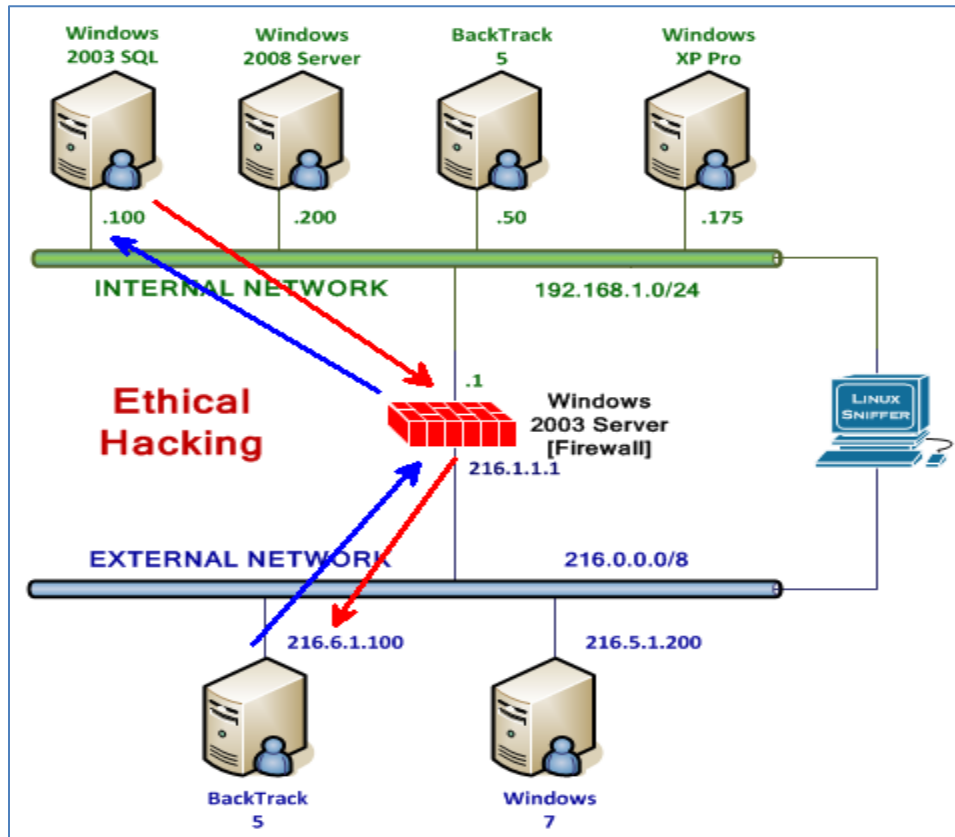 Windows
2003 SQL
Windows
2008 Server
BackTrack
5
Windows
XP Pro
.100
.200
.50
.175
INTERNAL NETWORK
192.168.1.0/24
Ethical
Hacking
.1
Windows
2003 Server
[Firewall]
216.1.1.1
LINUX
SNIFFER
EXTERNAL NETWORK
216.0.0.0/8
216.6.1.100
216.5.1.200
BackTrack
5
Windows
7